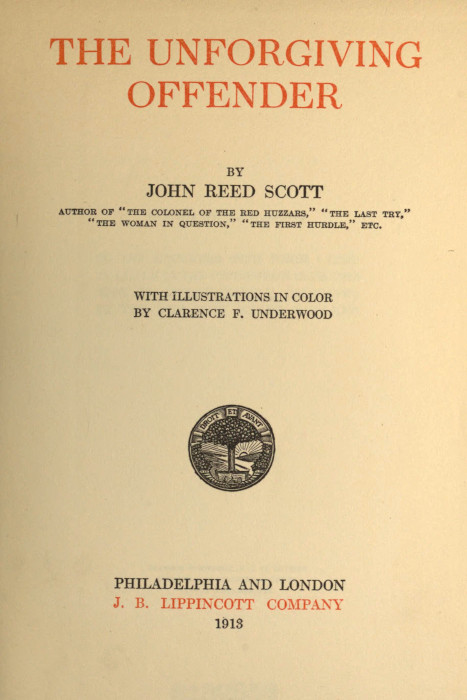 THE UNFORGIVING
OFFENDER
BY
JOHN REED SCOTT
AUTHOR OF "THE COLONEL OF THE RED HUZZARS," "THE LAST TRY,"
"THE WOMAN IN QUESTION," "THE FIRST HURDLE," ETC.
WITH ILLUSTRATIONS IN COLOR
BY CLARENCE F. UNDERWOOD
DROIT ET AVANT
PHILADELPHIA AND LONDON
J. B. LIPPINCOTT COMPANY
1913